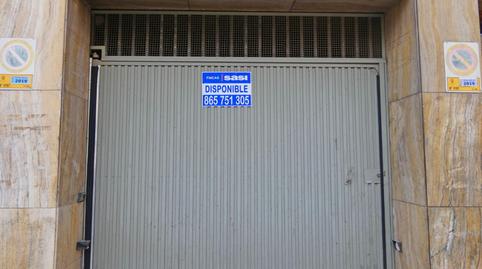 FINCAS SASI
DISPONIBLE
865 751 305
2019
2019